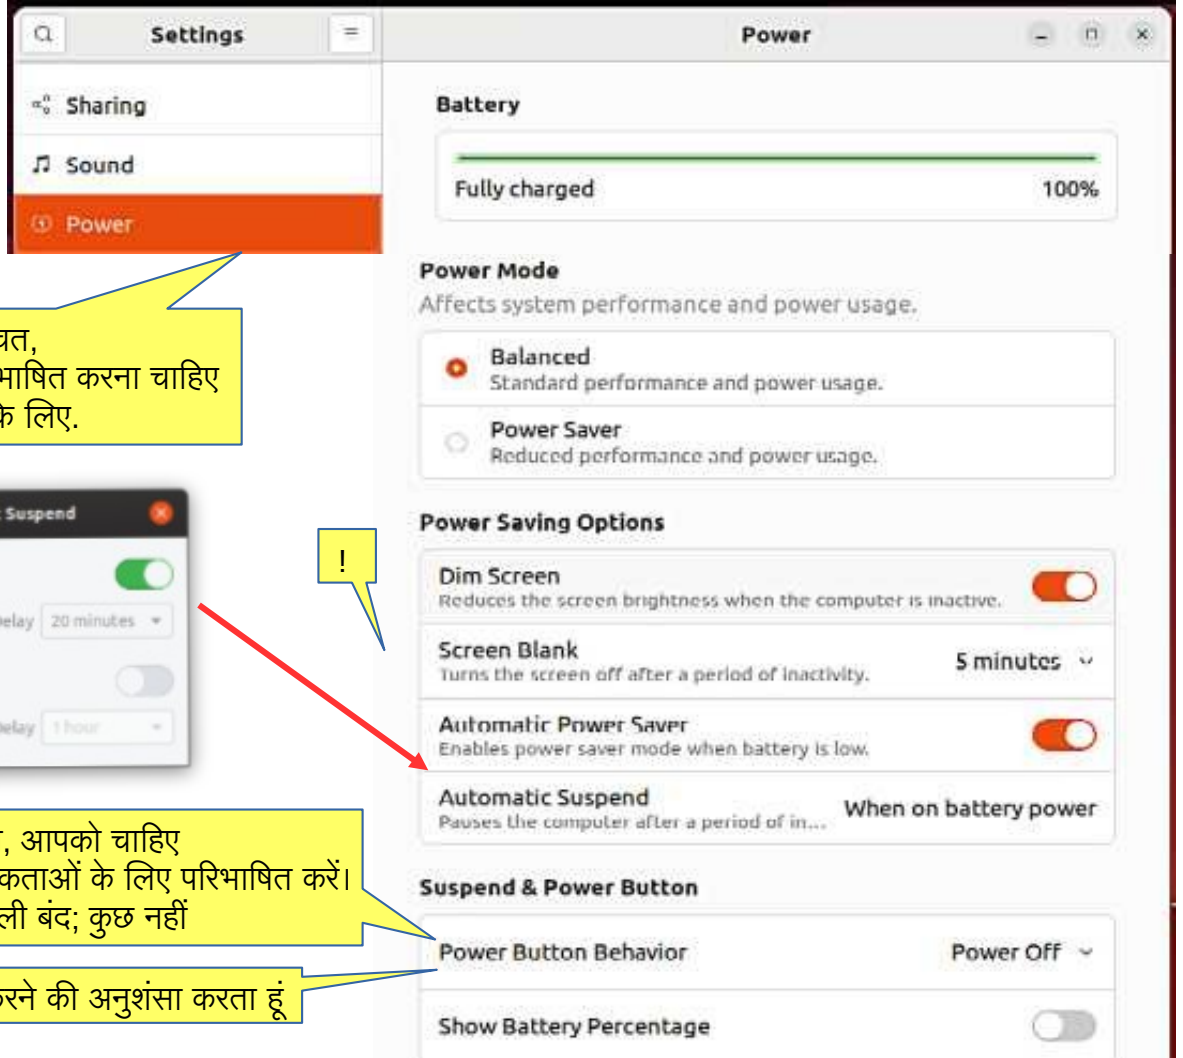 Settings
Power
Sharing
Sound
Power
Battery
Fully charged 100%
Power Mode
Affects system performance and power usage.
Balanced
Standard performance and power usage.
Power Saver
Reduced performance and power usage.
करना चाहिए
लिए.
Suspend
20 minutes
1 hour
Power Saving Options
!
Dim Screen
Reduces the screen brightness when the computer is inactive.
Screen Blank
Turns the screen off after a period of inactivity.
5 minutes
Automatic Power Saver
Enables power saver mode when battery is low.
Automatic Suspend
Pauses the computer after a period of in...
When on battery power
, आपको चाहिए
के लिए परिभाषित करें।
बंद; कुछ नहीं
Suspend & Power Button
Power Button Behavior Power Off
की अनुशंसा करता हूं
Show Battery Percentage